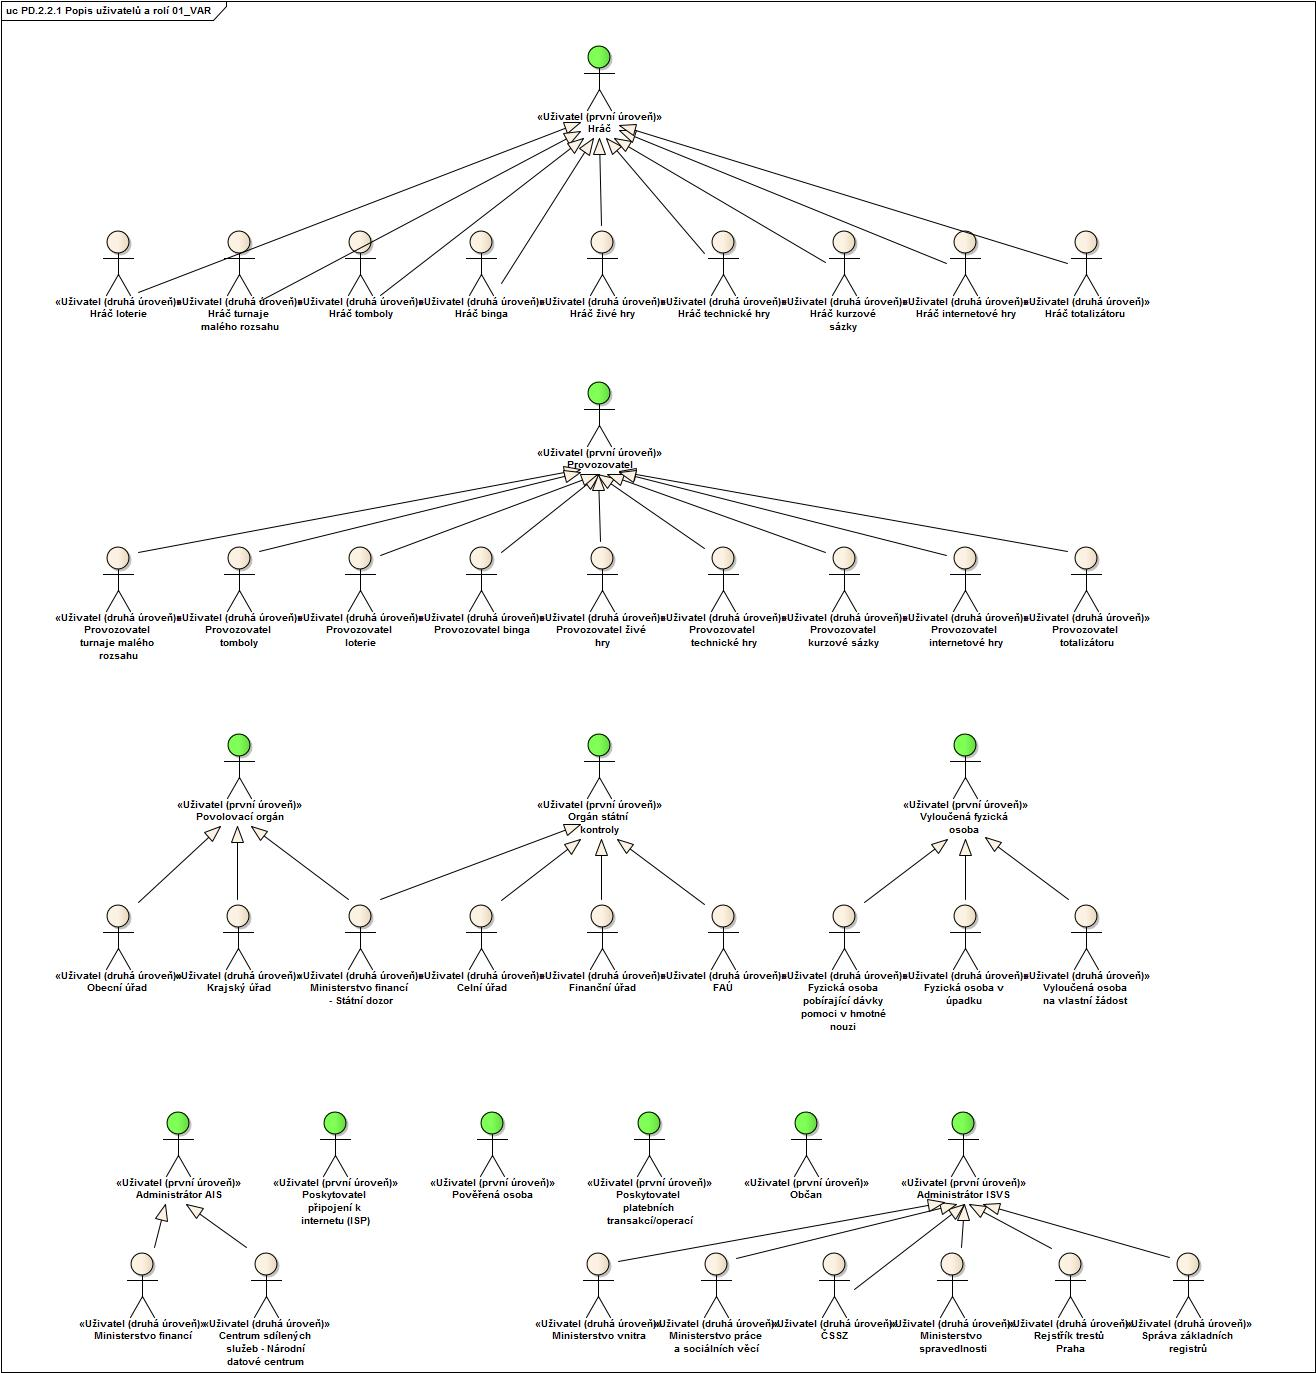 uc PD.2.2.1 Popis uživatelů a rolí 01_VAR
«Uživatel (první úroveň)»
Hráč
«Uživatel (druhá úroveň)»
Hráč loterie
«Uživatel (druhá úroveň)»
Hráč turnaje
malého rozsahu
«Uživatel (druhá úroveň)»
Hráč tomboly
«Uživatel (druhá úroveň)»
Hráč binga
«Uživatel (druhá úroveň)»
Hráč živé hry
«Uživatel (druhá úroveň)»
Hráč technické hry
«Uživatel (druhá úroveň)»
Hráč kurzové
sázky
«Uživatel (druhá úroveň)»
Hráč internetové hry
«Uživatel (druhá úroveň)»
Hráč totalizátoru
«Uživatel (první úroveň)»
Provozovatel
«Uživatel (druhá úroveň)»
Provozovatel
turnaje malého
rozsahu
«Uživatel (druhá úroveň)»
Provozovatel
tomboly
«Uživatel (druhá úroveň)»
Provozovatel
loterie
«Uživatel (druhá úroveň)»
Provozovatel binga
«Uživatel (druhá úroveň)»
Provozovatel živé
hry
«Uživatel (druhá úroveň)»
Provozovatel
technické hry
«Uživatel (druhá úroveň)»
Provozovatel
kurzové sázky
«Uživatel (druhá úroveň)»
Provozovatel
internetové hry
«Uživatel (druhá úroveň)»
Provozovatel
totalizátoru
«Uživatel (první úroveň)»
Povolovací orgán
«Uživatel (první úroveň)»
Orgán státní
kontroly
«Uživatel (první úroveň)»
Vyloučená fyzická
osoba
«Uživatel (druhá úroveň)»
Obecní úřad
«Uživatel (druhá úroveň)»
Krajský úřad
«Uživatel (druhá úroveň)»
Ministerstvo financí
- Státní dozor
«Uživatel (druhá úroveň)»
Celní úřad
«Uživatel (druhá úroveň)»
Finanční úřad
«Uživatel (druhá úroveň)»
FAÚ
«Uživatel (druhá úroveň)»
Fyzická osoba
pobírající dávky
pomoci v hmotné
nouzi
«Uživatel (druhá úroveň)»
Fyzická osoba v
úpadku
«Uživatel (druhá úroveň)»
Vyloučená osoba
na vlastní žádost
«Uživatel (první úroveň)»
Administrátor AIS
«Uživatel (první úroveň)»
Poskytovatel
připojení k
internetu (ISP)
«Uživatel (první úroveň)»
Pověřená osoba
«Uživatel (první úroveň)»
Poskytovatel
platebních
transakcí/operací
«Uživatel (první úroveň)»
Občan
«Uživatel (první úroveň)»
Administrátor ISVS
«Uživatel (druhá úroveň)»
Ministerstvo financí
«Uživatel (druhá úroveň)»
Centrum sdílených
služeb - Národní
datové centrum
«Uživatel (druhá úroveň)»
Ministerstvo vnitra
«Uživatel (druhá úroveň)»
Ministerstvo práce
a sociálních věcí
«Uživatel (druhá úroveň)»
ČSSZ
«Uživatel (druhá úroveň)»
Ministerstvo
spravedlnosti
«Uživatel (druhá úroveň)»
Rejstřík trestů
Praha
«Uživatel (druhá úroveň)»
Správa základních
registrů